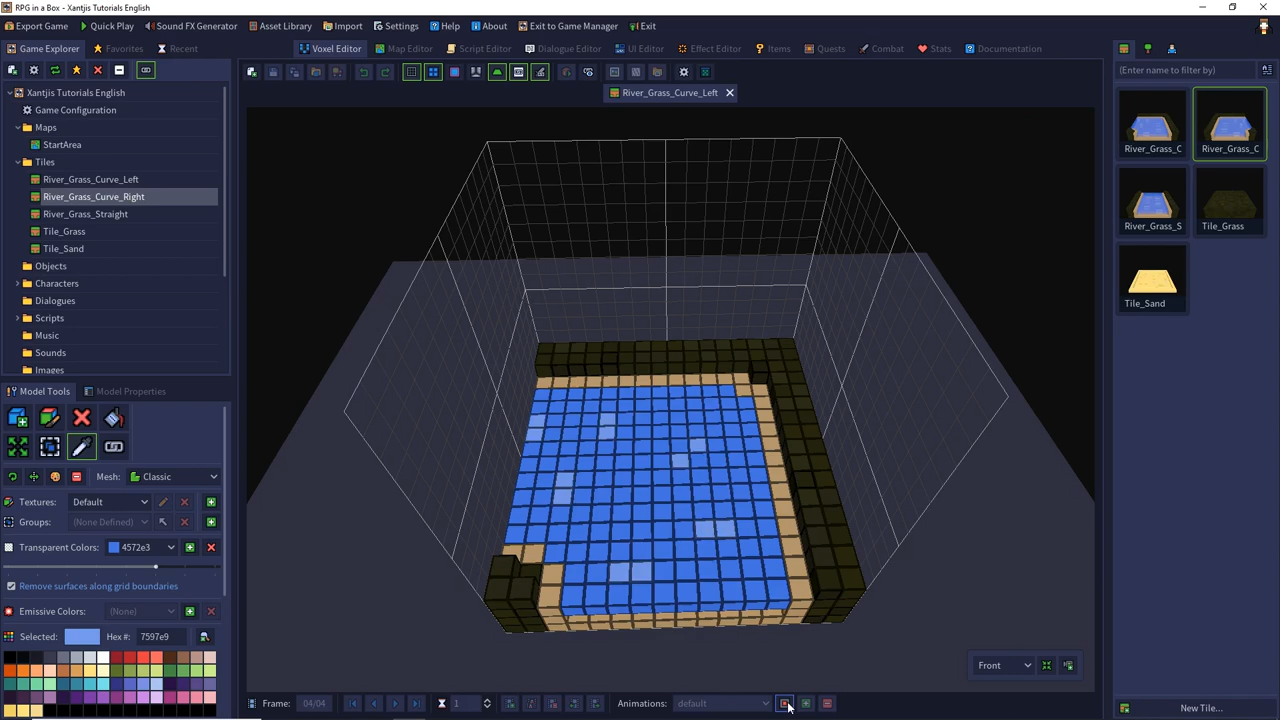 RPG in a Box — Xantjis Tutorials English
Export Game
Quick Play
Sound FX Generator
Asset Library
Import
Settings
Help
About
Exit to Game Manager
Exit
Game Explorer
Favorites
Recent
Voxel Editor
Map Editor
Script Editor
Dialogue Editor
UI Editor
Effect Editor
Items
Quests
Combat
Stats
Documentation
(Enter name to filter by)
River_Grass_Curve_Left
Xantjis Tutorials English
Game Configuration
Maps
StartArea
Tiles
River_Grass_Curve_Left
River_Grass_Curve_Right
River_Grass_Straight
Tile_Grass
Tile_Sand
Objects
Characters
Dialogues
Scripts
Music
Sounds
Images
River_Grass_C
River_Grass_C
River_Grass_S
Tile_Grass
Tile_Sand
Model Tools
Model Properties
Mesh: Classic
Textures: Default
Groups: (None Defined)
Transparent Colors: 4572e3
Remove surfaces along grid boundaries
Emissive Colors: (None)
Selected: Hex #: 7597e9
Front
Frame: 04/04
1
Animations: default
New Tile...